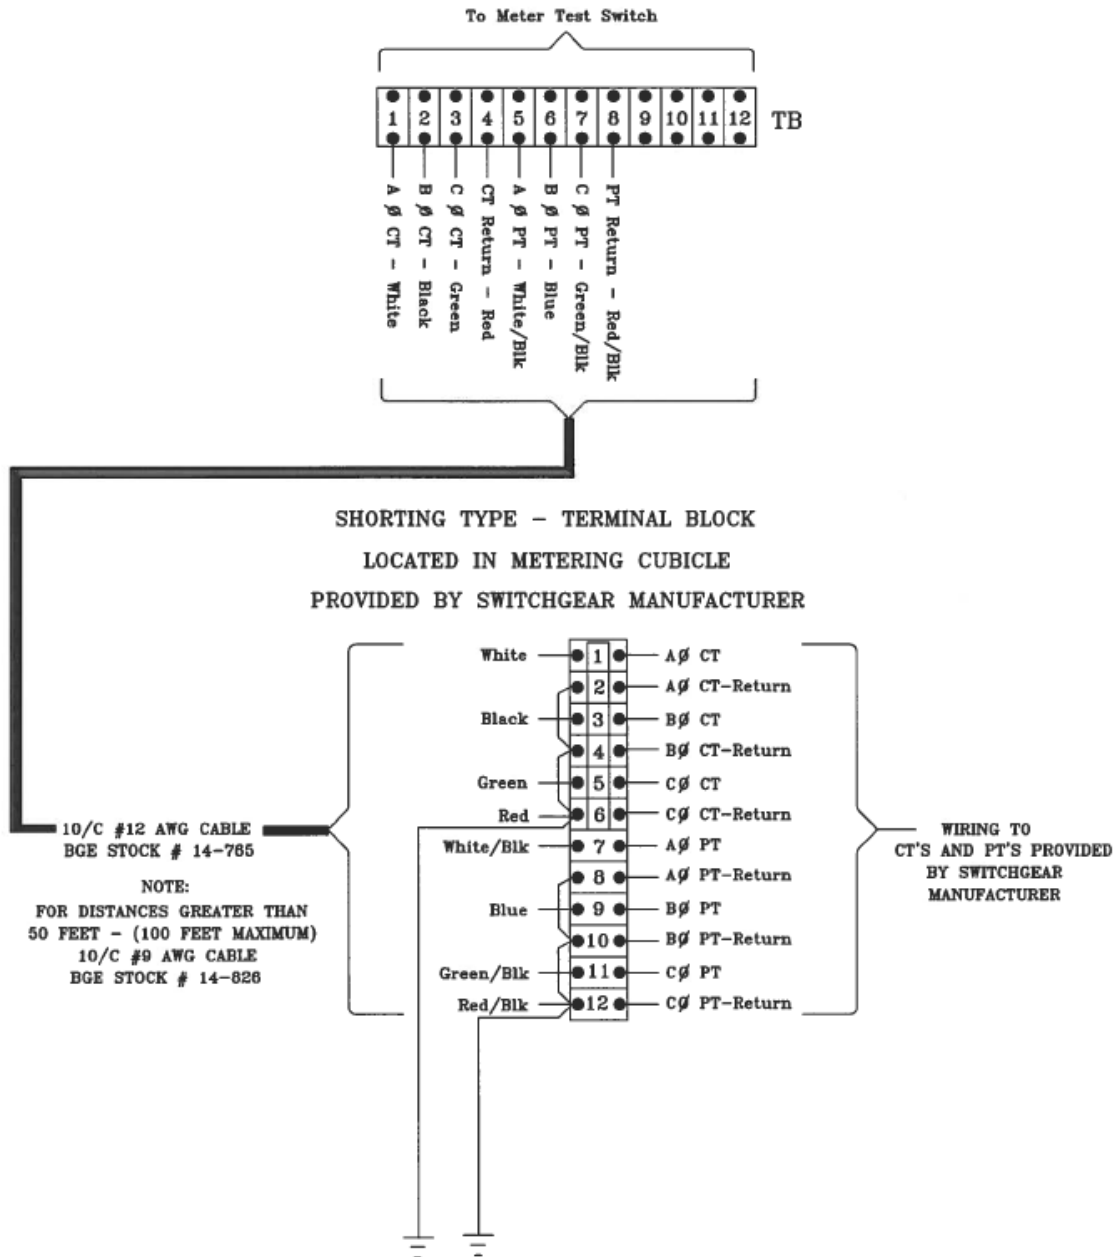 To Meter Test Switch
1 2 3 4 5 6 7 8 9 10 11 12 TB
A Ø CT - White
B Ø CT - Black
C Ø CT - Green
CT Return - Red
A Ø PT - White/Blk
B Ø PT - Blue
C Ø PT - Green/Blk
PT Return - Red/Blk
SHORTING TYPE - TERMINAL BLOCK
LOCATED IN METERING CUBICLE
PROVIDED BY SWITCHGEAR MANUFACTURER
White 1 AØ CT
2 AØ CT-Return
Black 3 BØ CT
4 BØ CT-Return
Green 5 CØ CT
Red 6 CØ CT-Return
White/Blk 7 AØ PT
8 AØ PT-Return
Blue 9 BØ PT
10 BØ PT-Return
Green/Blk 11 CØ PT
Red/Blk 12 CØ PT-Return
10/C #12 AWG CABLE
BGE STOCK # 14-765
NOTE:
FOR DISTANCES GREATER THAN
50 FEET - (100 FEET MAXIMUM)
10/C #9 AWG CABLE
BGE STOCK # 14-826
WIRING TO
CT'S AND PT'S PROVIDED
BY SWITCHGEAR
MANUFACTURER